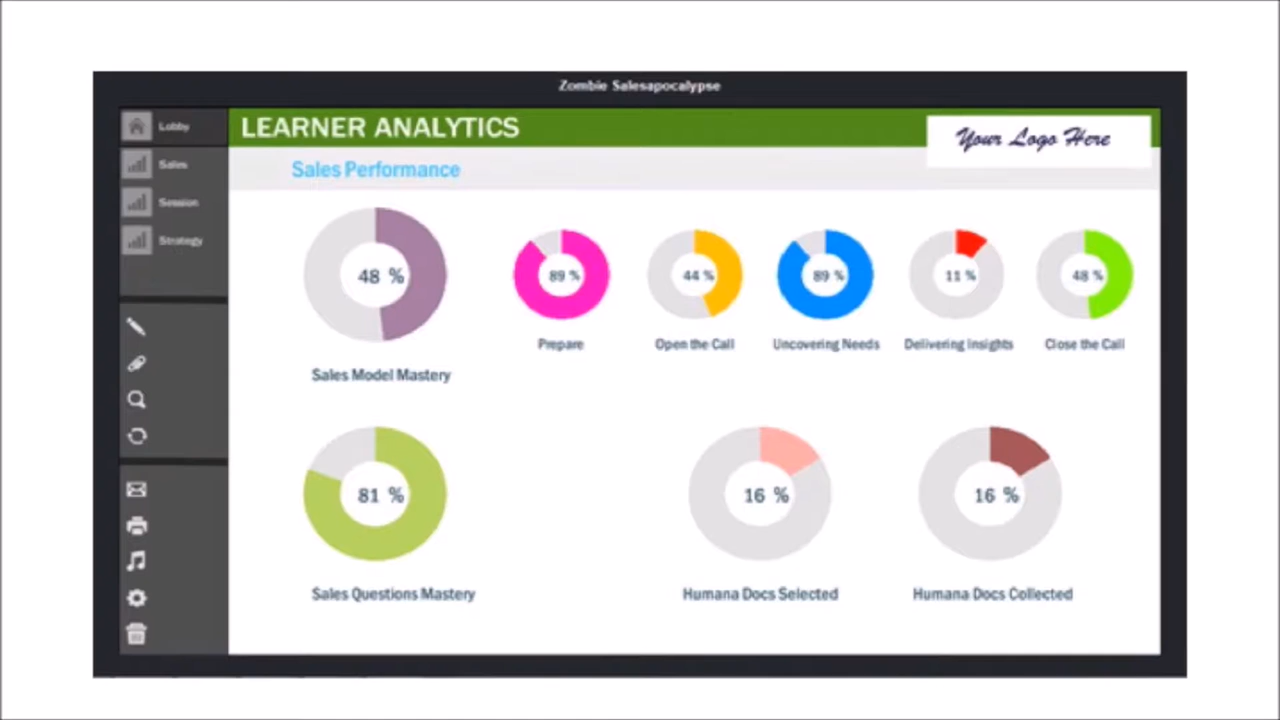 Zombie Salesapocalypse
Lobby
Sales
Session
Strategy
LEARNER ANALYTICS
Your Logo Here
Sales Performance
48 %
89 %
44 %
89 %
11 %
48 %
Prepare
Open the Call
Uncovering Needs
Delivering Insights
Close the Call
Sales Model Mastery
81 %
16 %
16 %
Sales Questions Mastery
Humana Docs Selected
Humana Docs Collected